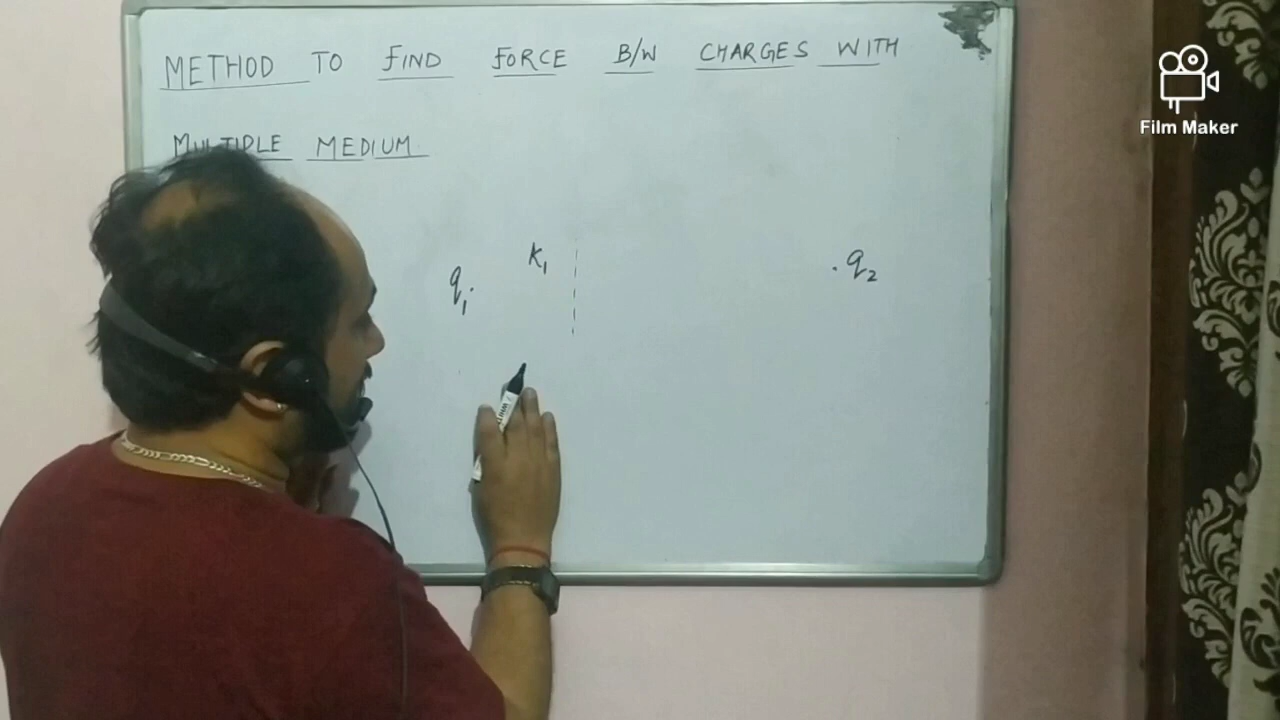 METHOD TO FIND FORCE B/W CHARGES WITH
MULTIPLE MEDIUM.
q1 K1 q2
Film Maker